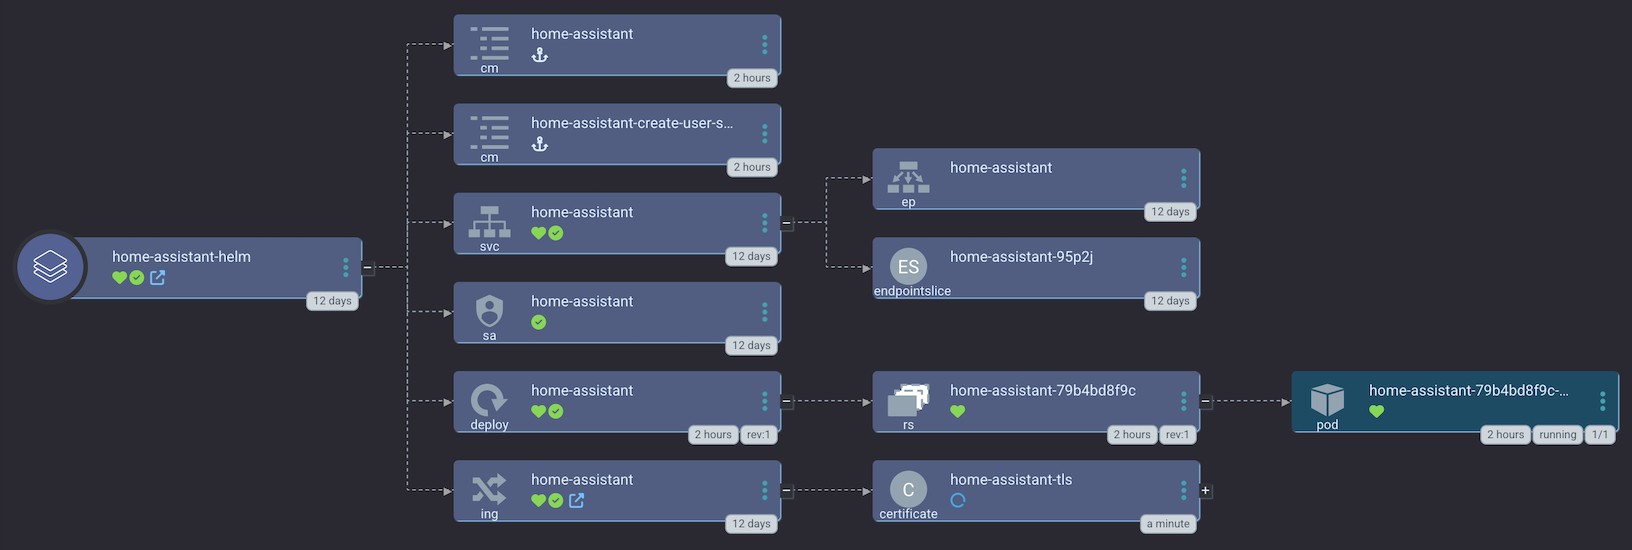 home-assistant-helm
12 days
home-assistant
cm
2 hours
home-assistant-create-user-s...
cm
2 hours
home-assistant
svc
12 days
home-assistant
sa
12 days
home-assistant
deploy
2 hours rev:1
home-assistant
ing
12 days
home-assistant
ep
12 days
ES
home-assistant-95p2j
endpointslice
12 days
home-assistant-79b4bd8f9c
rs
2 hours rev:1
C
home-assistant-tls
certificate
a minute
home-assistant-79b4bd8f9c-...
pod
2 hours running 1/1